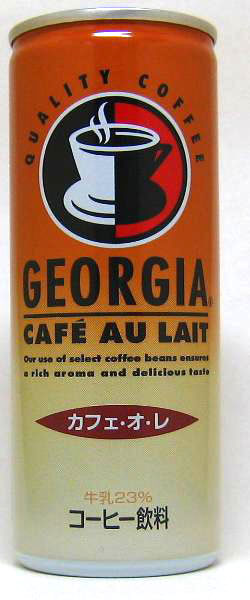 QUALITY COFFEE
GEORGIA®
CAFÉ AU LAIT
Our use of select coffee beans ensures
a rich aroma and delicious taste
カフェ・オ・レ
牛乳23%
コーヒー飲料